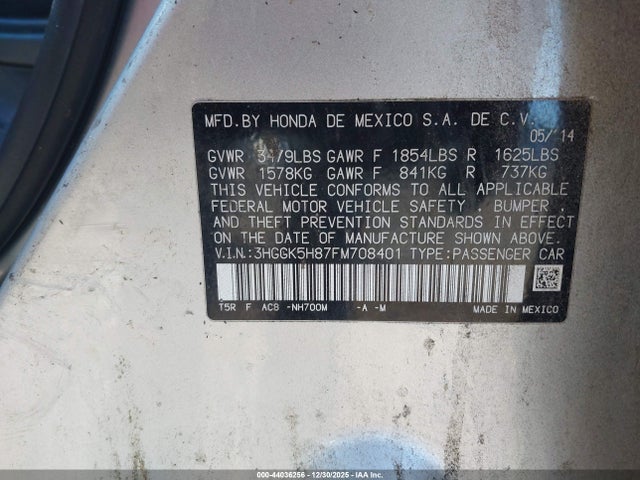 MFD.BY HONDA DE MEXICO S.A. DE C.V.
05/14
GVWR 3479LBS GAWR F 1854LBS R 1625LBS
GVWR 1578KG GAWR F 841KG R 737KG
THIS VEHICLE CONFORMS TO ALL APPLICABLE
FEDERAL MOTOR VEHICLE SAFETY , BUMPER ,
AND THEFT PREVENTION STANDARDS IN EFFECT
ON THE DATE OF MANUFACTURE SHOWN ABOVE.
V.I.N:3HGGK5H87FM708401 TYPE:PASSENGER CAR
T5R F AC8 -NH700M -A -M
MADE IN MEXICO
000-44036256 - 12/30/2025 - IAAI.com